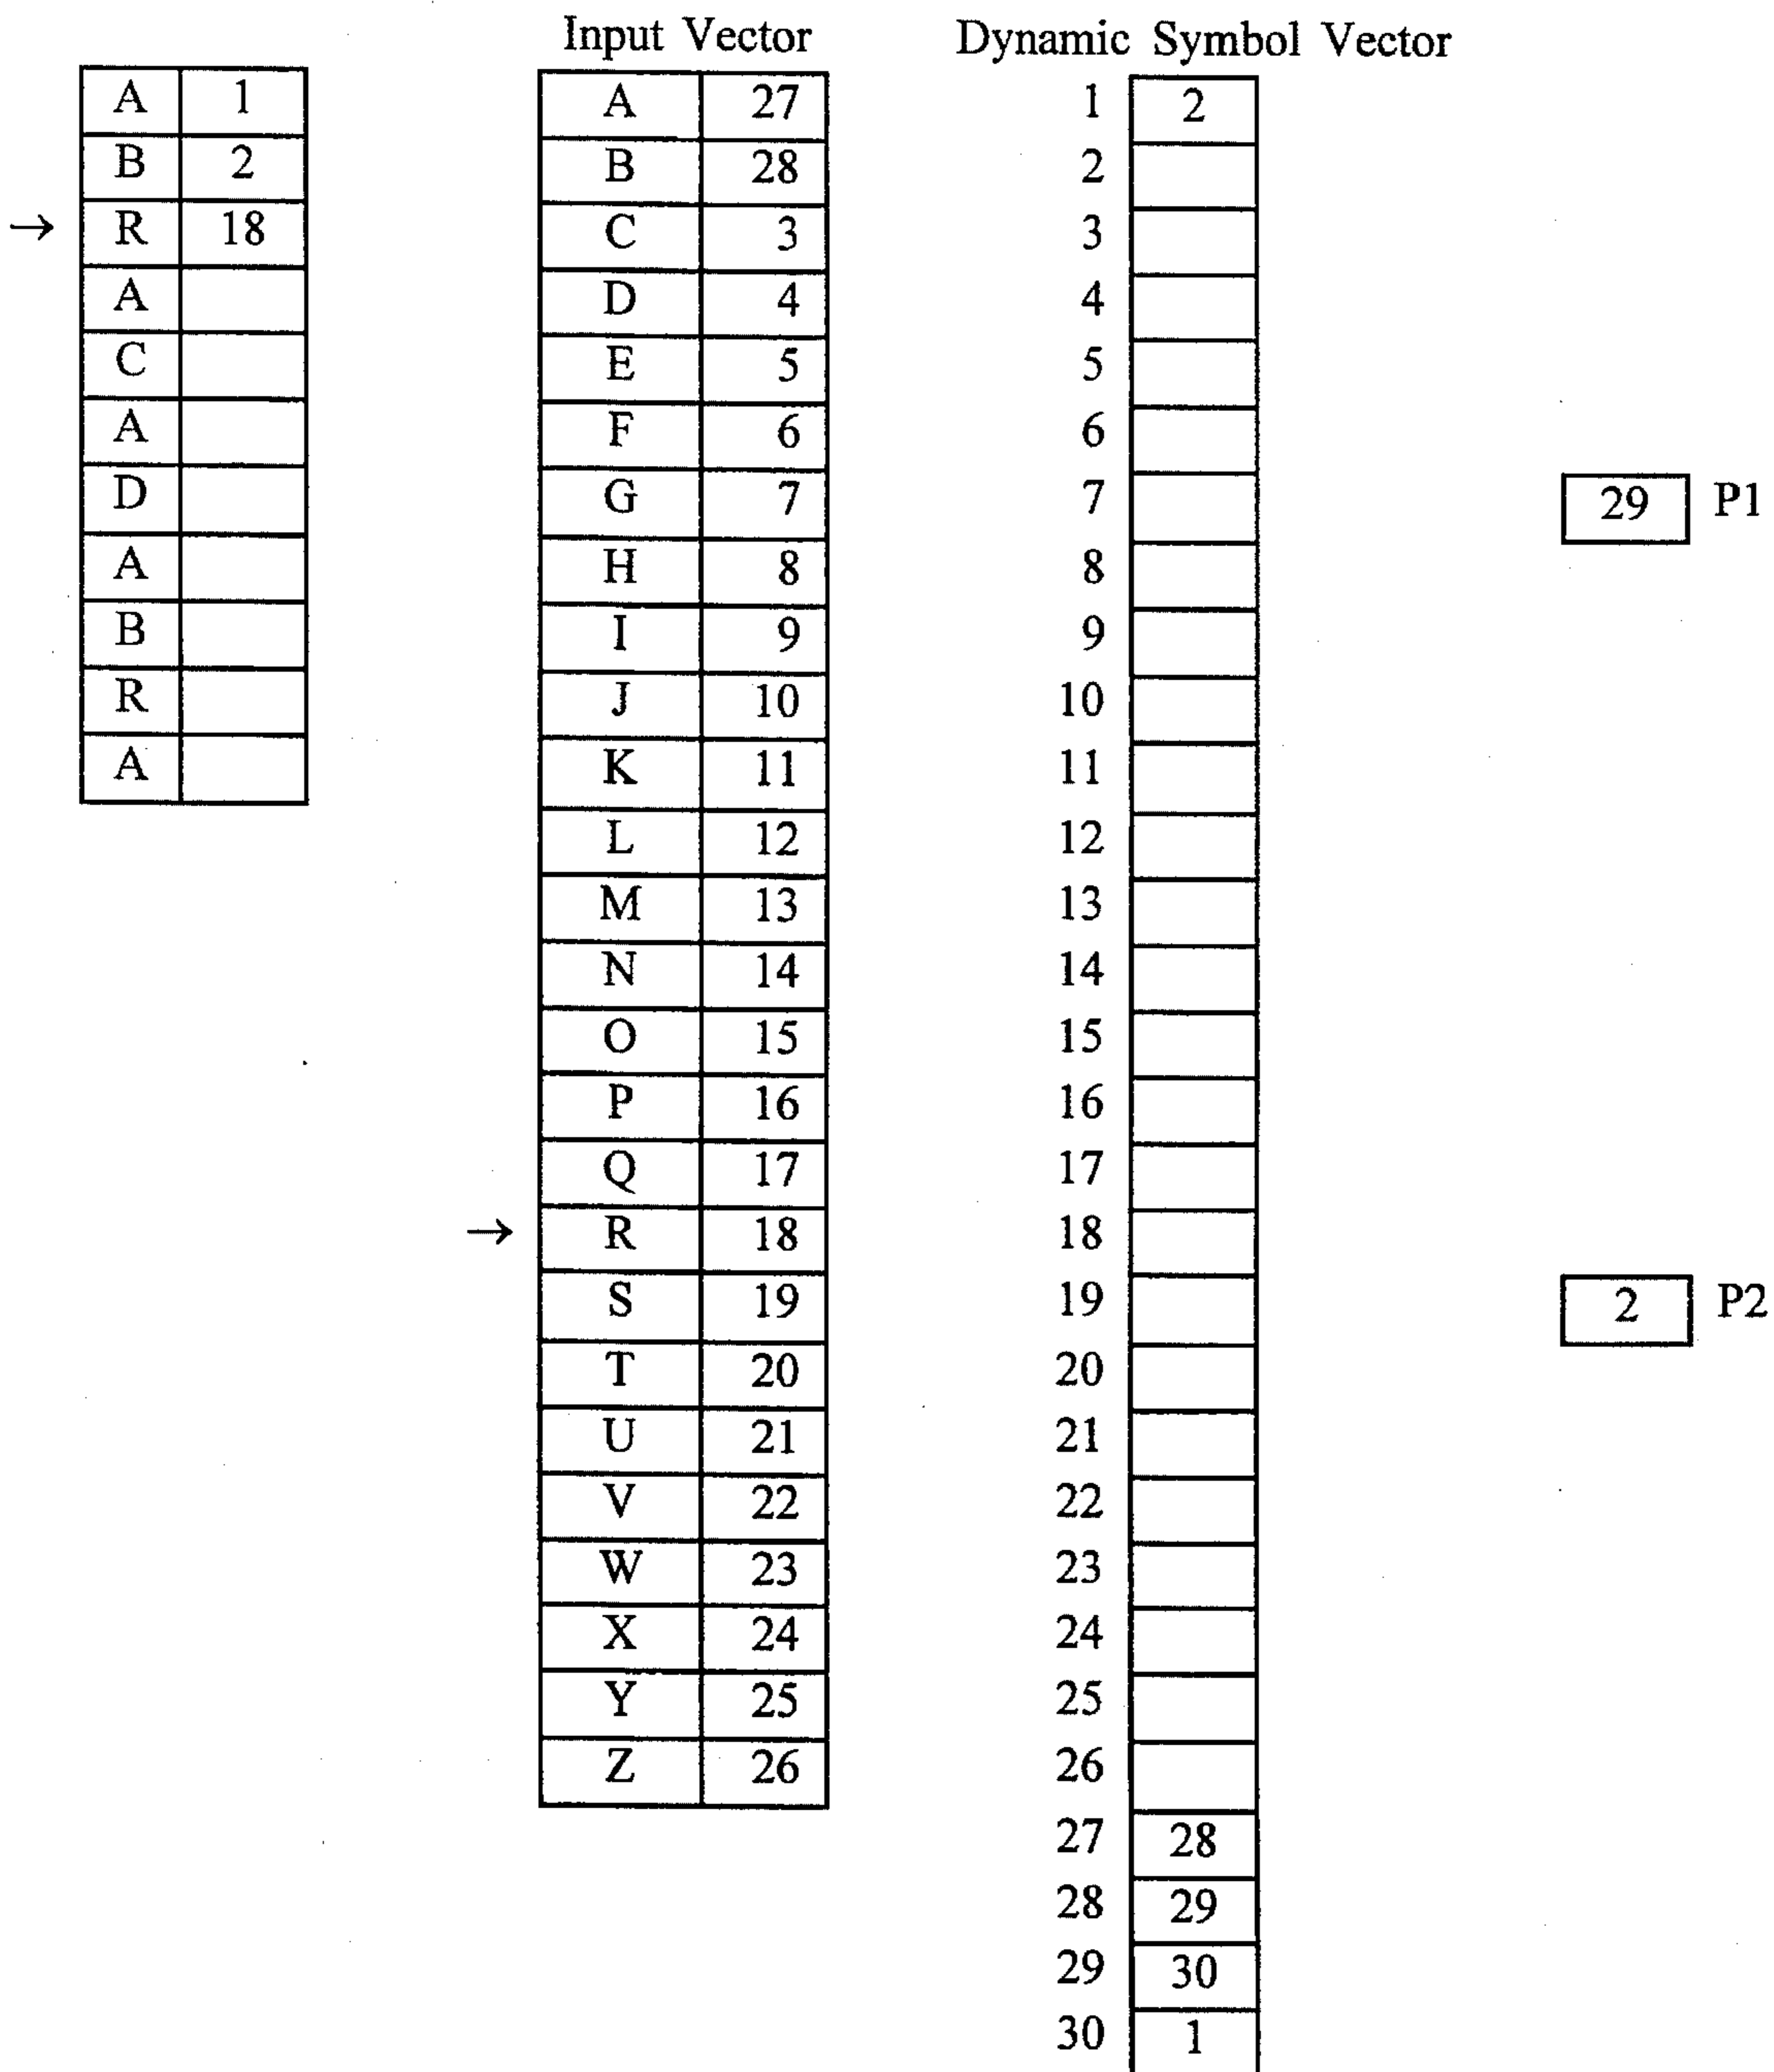 Input Vector
Dynamic Symbol Vector
A 1
B 2
→ R 18
A
C
A
D
A
B
R
A
A 27
B 28
C 3
D 4
E 5
F 6
G 7
H 8
I 9
J 10
K 11
L 12
M 13
N 14
O 15
P 16
Q 17
→ R 18
S 19
T 20
U 21
V 22
W 23
X 24
Y 25
Z 26
1 2
2
3
4
5
6
7
8
9
10
11
12
13
14
15
16
17
18
19
20
21
22
23
24
25
26
27 28
28 29
29 30
30 1
29 P1
2 P2